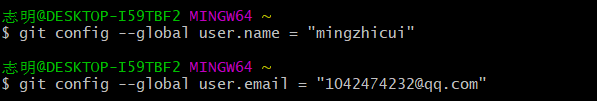 志明@DESKTOP-I59TBF2 MINGW64 ~
$ git config --global user.name = "mingzhicui"
志明@DESKTOP-I59TBF2 MINGW64 ~
$ git config --global user.email = "1042474232@qq.com"